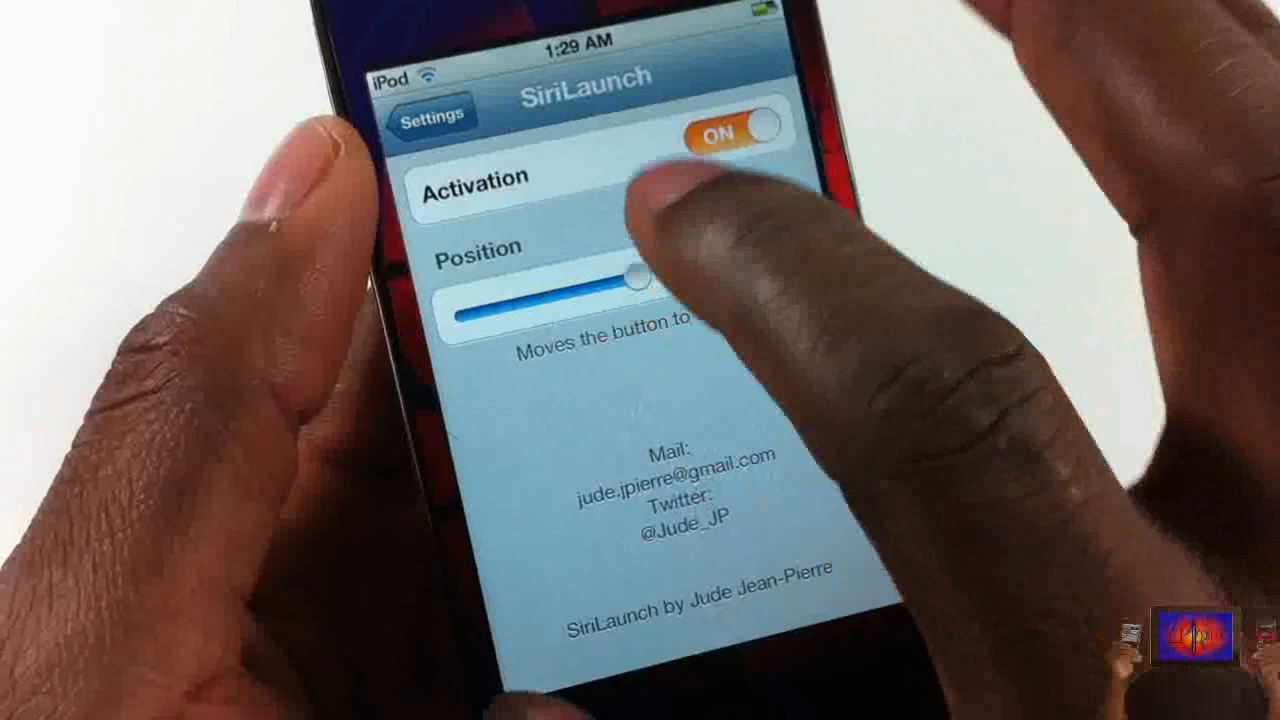 iPod 1:29 AM
Settings SiriLaunch
Activation ON
Position
Moves the button to
Mail:
jude.jpierre@gmail.com
Twitter:
@Jude_JP
SiriLaunch by Jude Jean-Pierre